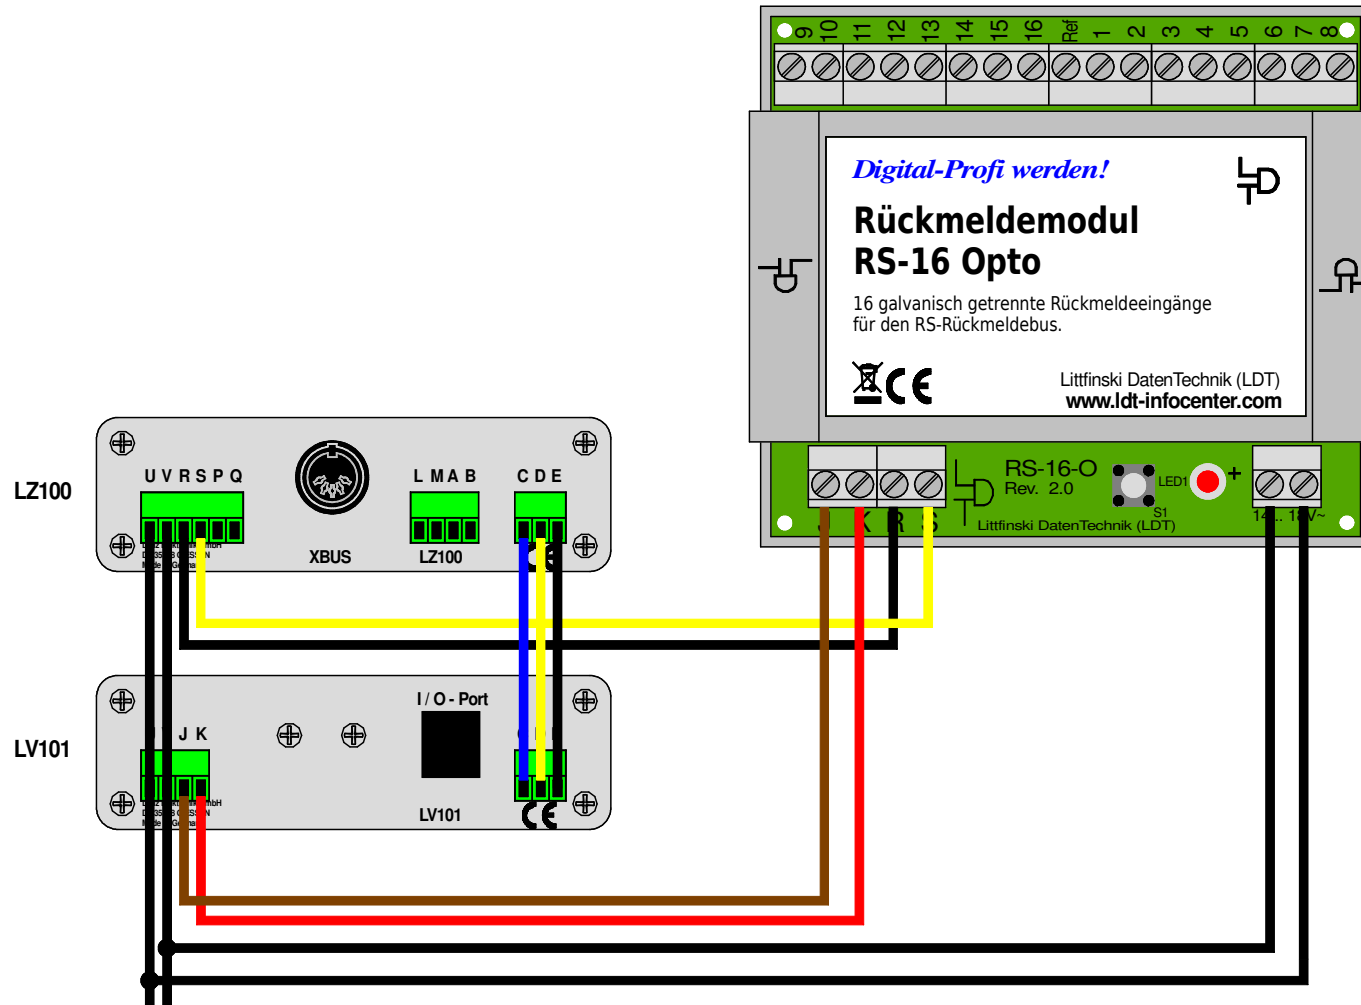 9 10 11 12 13 14 15 16 Ref 1 2 3 4 5 6 7 8
Digital-Profi werden!
Rückmeldemodul
RS-16 Opto
16 galvanisch getrennte Rückmeldeeingänge
für den RS-Rückmeldebus.
CE
Littfinski DatenTechnik (LDT)
www.ldt-infocenter.com
RS-16-O
Rev. 2.0
LED1
+
S1
J K R S
Littfinski DatenTechnik (LDT)
LZ100
U V R S P Q
L M A B
C D E
XBUS
LZ100
CE
LV101
I / O - Port
J K
LV101
CE